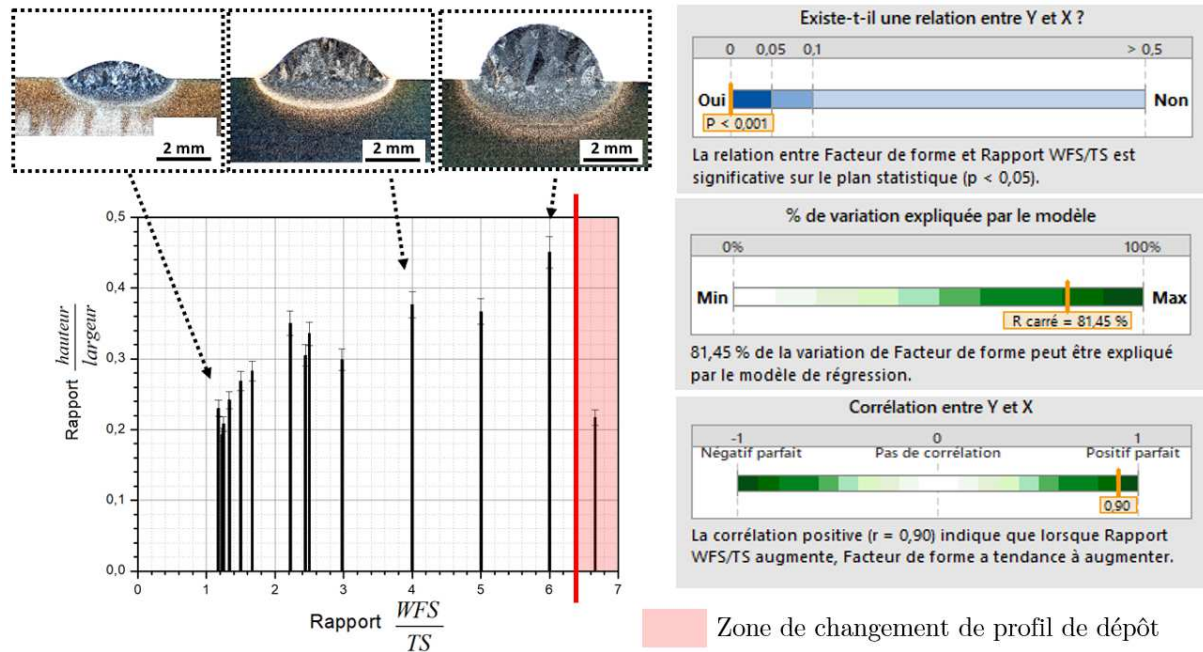 2 mm
2 mm
2 mm
Rapport hauteur
largeur
0,5
0,4
0,3
0,2
0,1
0,0
0 1 2 3 4 5 6 7
Rapport WFS
TS
Existe-t-il une relation entre Y et X ?
0 0,05 0,1 > 0,5
Oui Non
P < 0,001
La relation entre Facteur de forme et Rapport WFS/TS est
significative sur le plan statistique (p < 0,05).
% de variation expliquée par le modèle
0% 100%
Min Max
R carré = 81,45 %
81,45 % de la variation de Facteur de forme peut être expliqué
par le modèle de régression.
Corrélation entre Y et X
-1 0 1
Négatif parfait Pas de corrélation Positif parfait
0,90
La corrélation positive (r = 0,90) indique que lorsque Rapport
WFS/TS augmente, Facteur de forme a tendance à augmenter.
Zone de changement de profil de dépôt